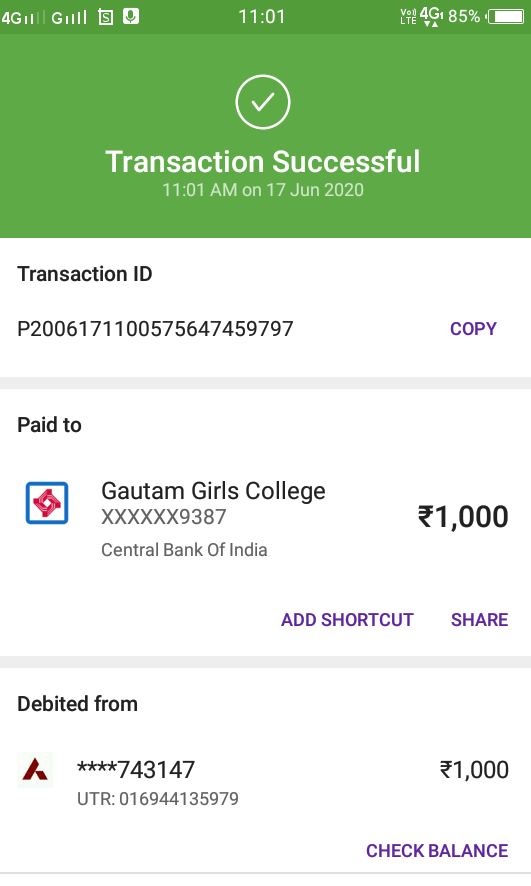 4G G 11:01 VoLTE 4G 85%
Transaction Successful
11:01 AM on 17 Jun 2020
Transaction ID
P2006171100575647459797 COPY
Paid to
Gautam Girls College
XXXXXX9387 ₹1,000
Central Bank Of India
ADD SHORTCUT SHARE
Debited from
****743147 ₹1,000
UTR: 016944135979
CHECK BALANCE